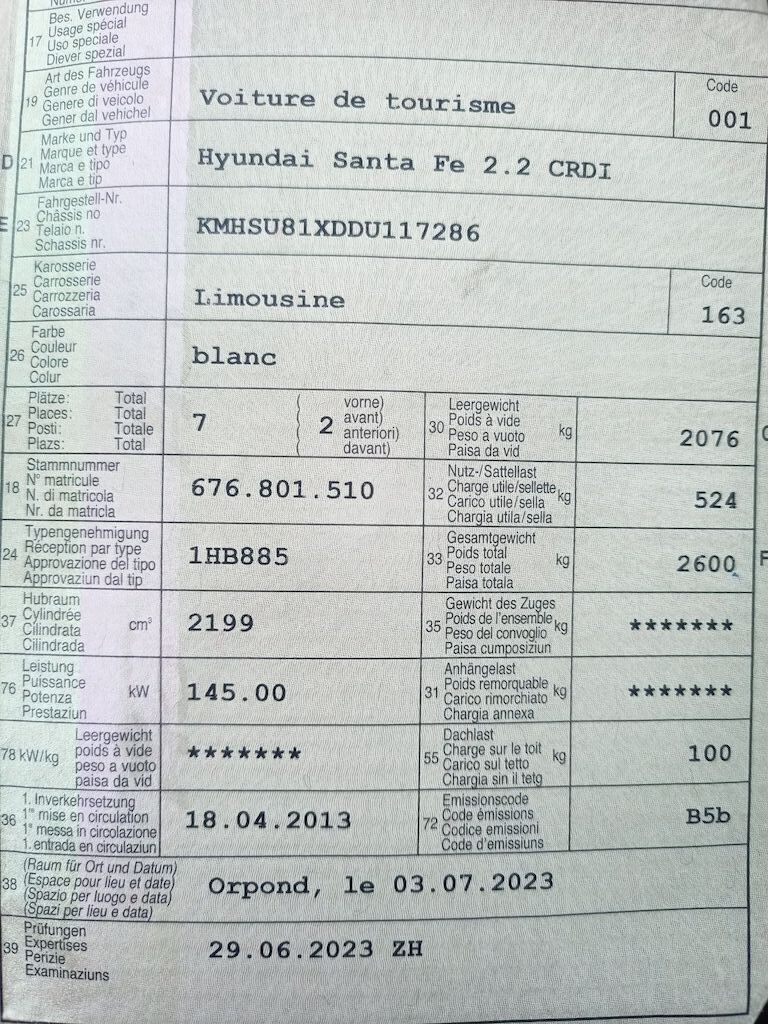 Bes. Verwendung
Usage spécial
17 Uso speciale
Diever spezial
Art des Fahrzeugs
Genre de véhicule
19 Genere di veicolo
Gener dal vehichel
Voiture de tourisme
Code
001
Marke und Typ
D 21 Marque et type
Marca e tipo
Marca e tip
Hyundai Santa Fe 2.2 CRDI
Fahrgestell-Nr.
E 23 Châssis no
Telaio n.
Schassis nr.
KMHSU81XDDU117286
Karosserie
25 Carrosserie
Carrozzeria
Carossaria
Limousine
Code
163
Farbe
26 Couleur
Colore
Colur
blanc
Plätze: Total
27 Places: Total
Posti: Totale
Plazs: Total
7
( vorne)
( 2 avant)
( anteriori)
( davant)
Leergewicht
30 Poids à vide kg
Peso a vuoto
Paisa da vid
2076
Stammnummer
18 N° matricule
N. di matricola
Nr. da matricla
676.801.510
Nutz-/Sattellast
32 Charge utile/sellette kg
Carico utile/sella
Chargia utila/sella
524
Typengenehmigung
24 Réception par type
Approvazione del tipo
Approvaziun dal tip
1HB885
Gesamtgewicht
33 Poids total kg
Peso totale
Paisa totala
2600
F
Hubraum
37 Cylindrée cm³
Cilindrata
Cilindrada
2199
Gewicht des Zuges
35 Poids de l'ensemble kg
Peso del convoglio
Paisa cumposiziun
*******
Leistung
76 Puissance kW
Potenza
Prestaziun
145.00
Anhängelast
31 Poids remorquable kg
Carico rimorchiato
Chargia annexa
*******
Leergewicht
78 kW/kg poids à vide
peso a vuoto
paisa da vid
*******
Dachlast
55 Charge sur le toit kg
Carico sul tetto
Chargia sin il tetg
100
1. Inverkehrsetzung
36 1re mise en circulation
1a messa in circolazione
1. entrada en circulaziun
18.04.2013
Emissionscode
72 Code émissions
Codice emissioni
Code d'emissiuns
B5b
(Raum für Ort und Datum)
38 (Espace pour lieu et date)
(Spazio per luogo e data)
(Spazi per lieu e data)
Orpond, le 03.07.2023
Prüfungen
39 Expertises
Perizie
Examinaziuns
29.06.2023 ZH